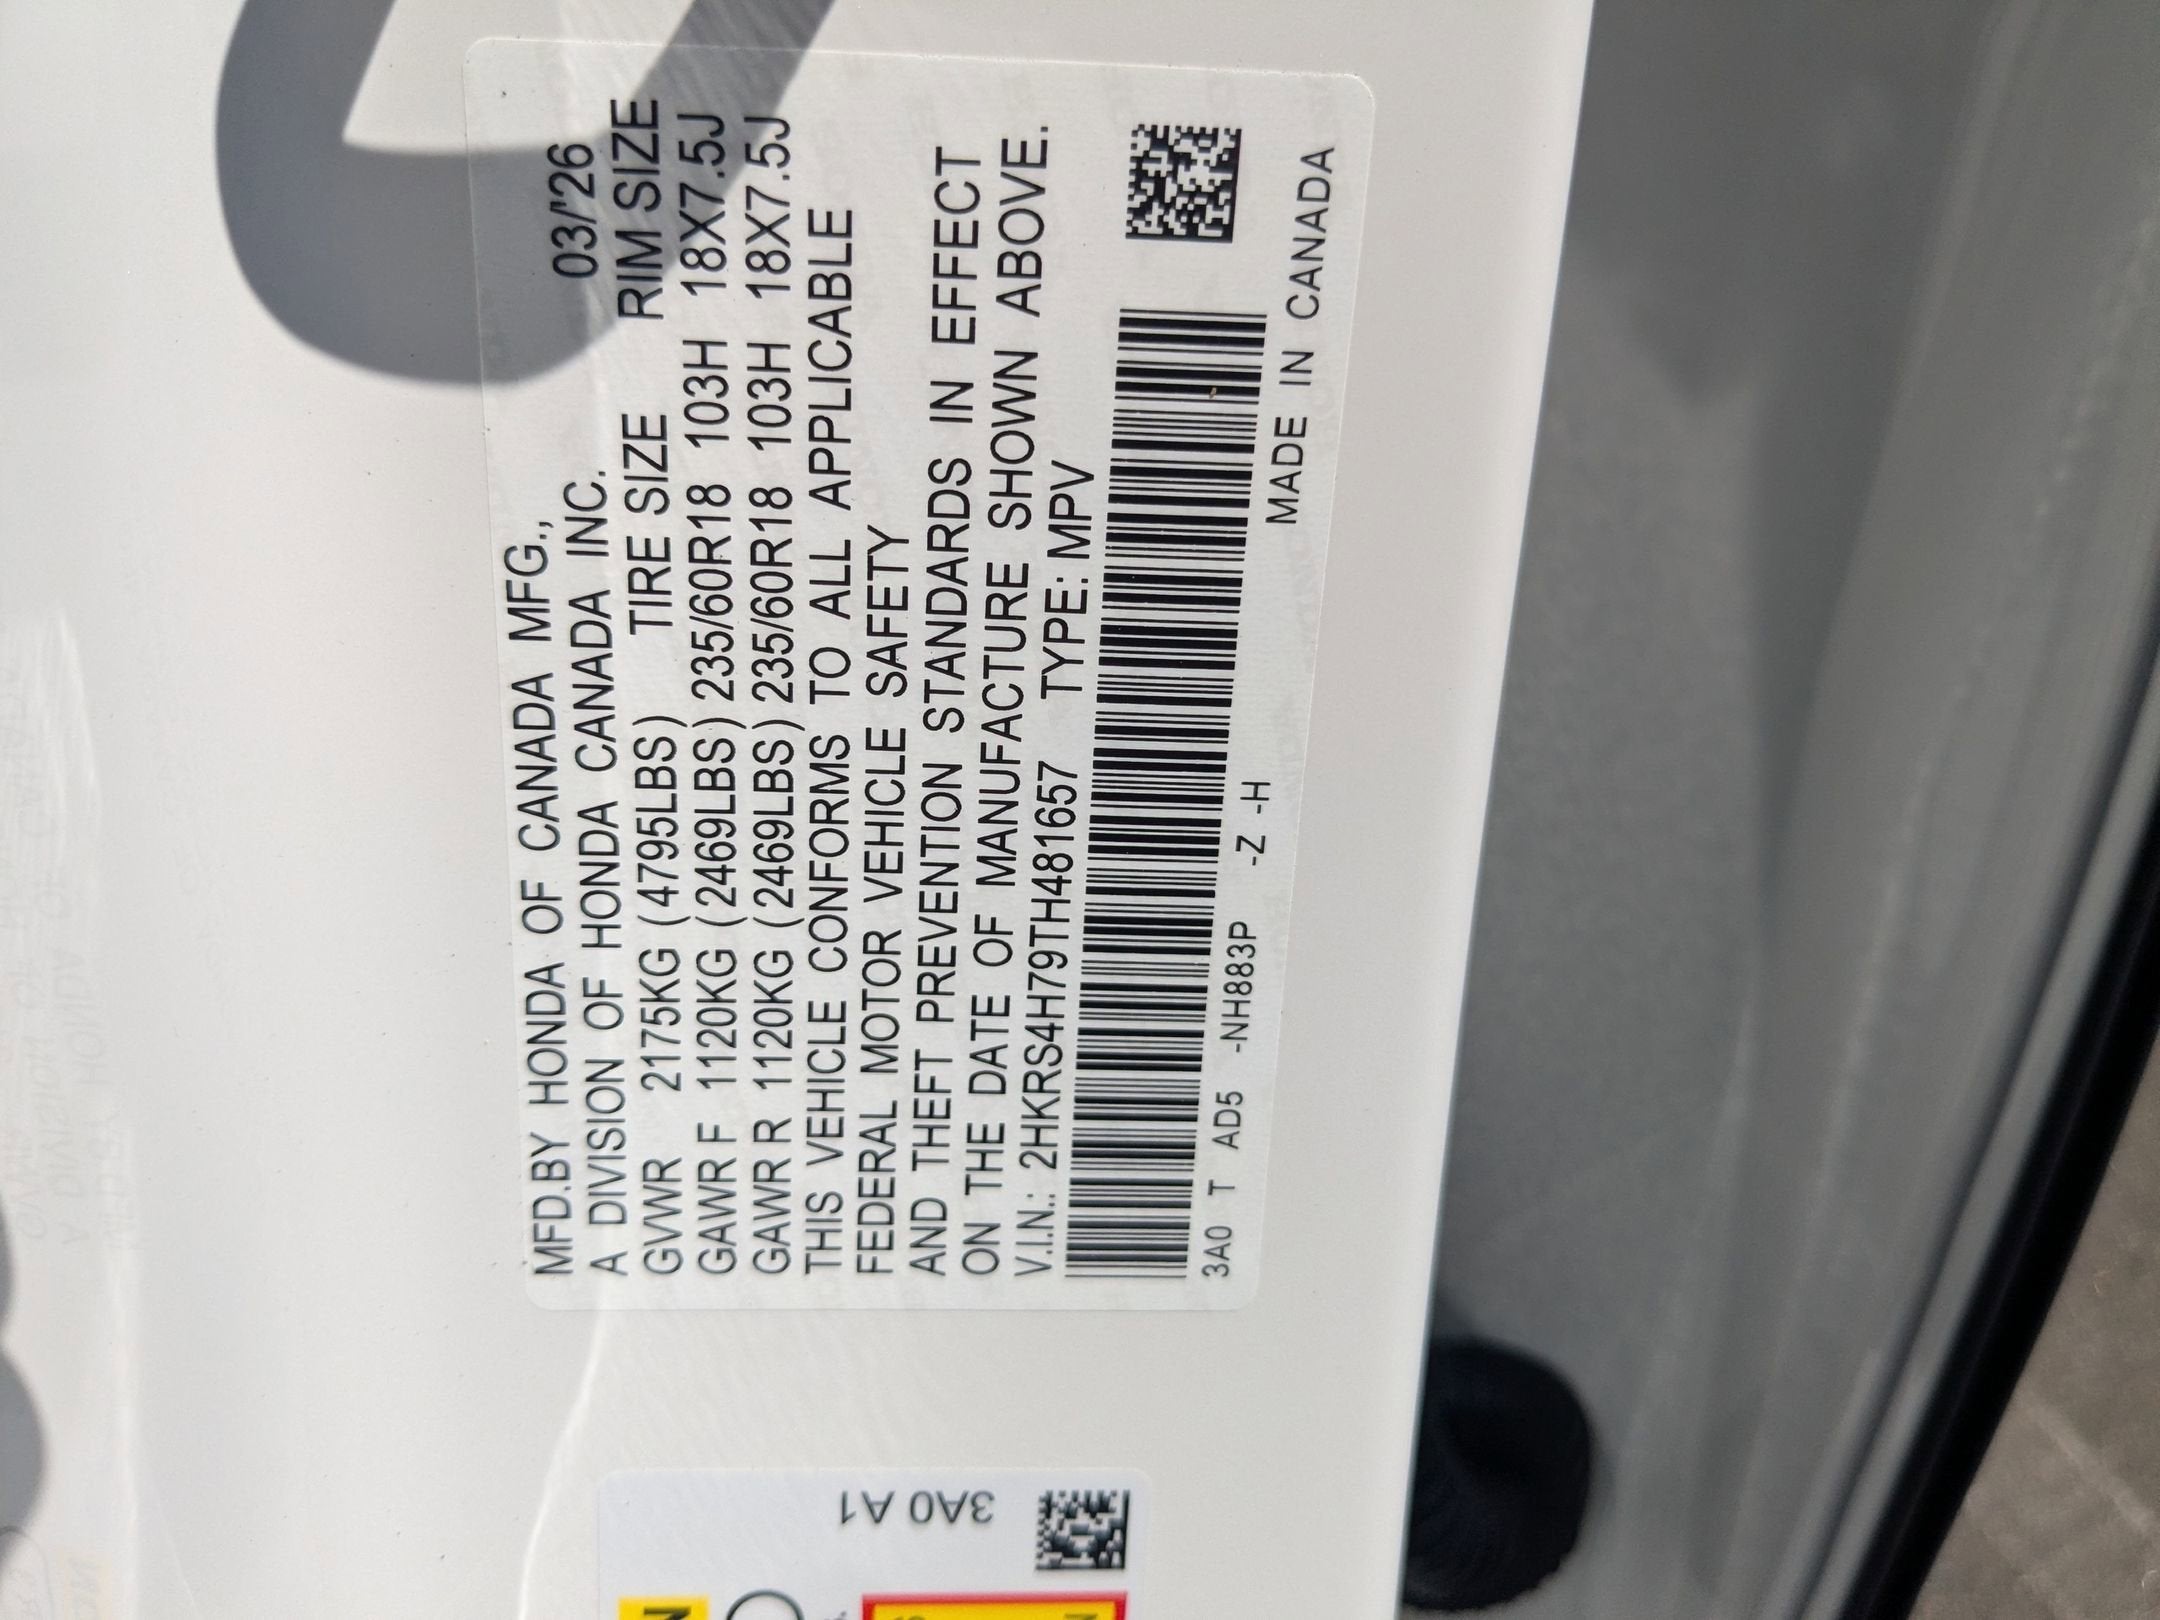 MFD.BY HONDA OF CANADA MFG.,
A DIVISION OF HONDA CANADA INC. 03/'26
GVWR 2175KG (4795LBS) TIRE SIZE RIM SIZE
GAWR F 1120KG (2469LBS) 235/60R18 103H 18X7.5J
GAWR R 1120KG (2469LBS) 235/60R18 103H 18X7.5J
THIS VEHICLE CONFORMS TO ALL APPLICABLE
FEDERAL MOTOR VEHICLE SAFETY
AND THEFT PREVENTION STANDARDS IN EFFECT
ON THE DATE OF MANUFACTURE SHOWN ABOVE.
V.I.N.: 2HKRS4H79TH481657 TYPE: MPV
3A0 T AD5 -NH883P -Z -H
MADE IN CANADA
3A0 A1